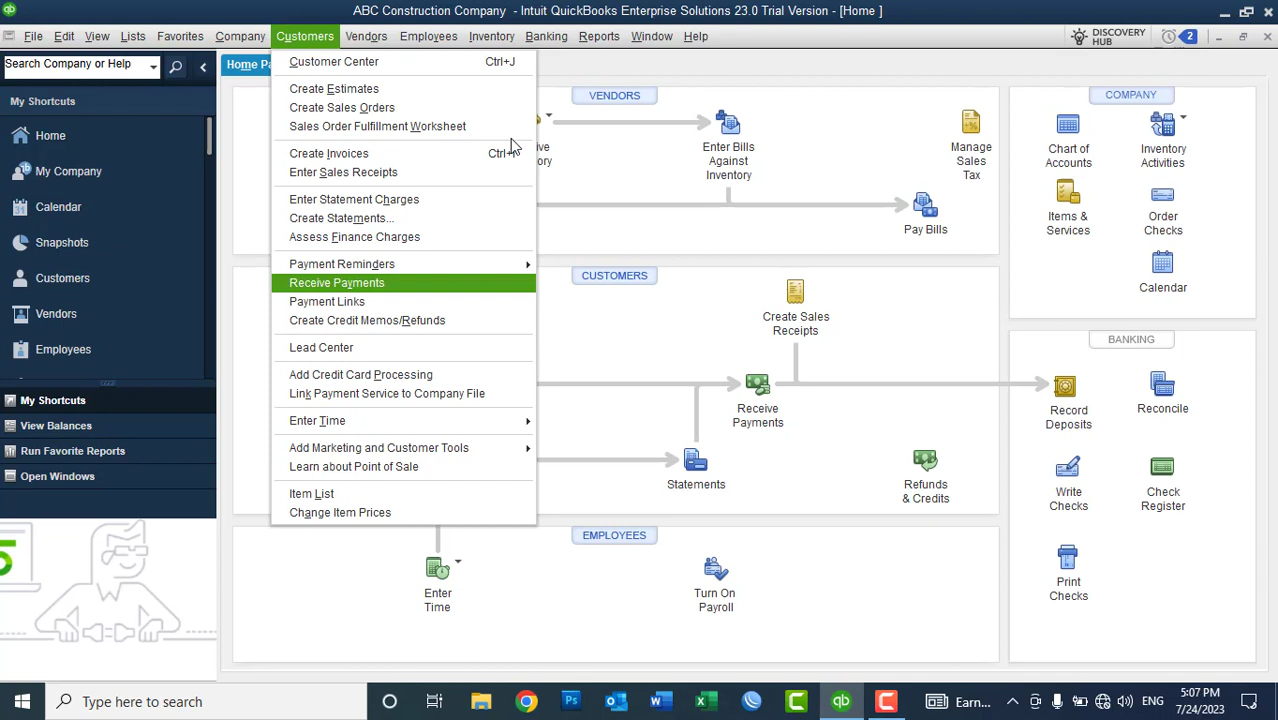 ABC Construction Company - Intuit QuickBooks Enterprise Solutions 23.0 Trial Version - [Home ]
File Edit View Lists Favorites Company Customers Vendors Employees Inventory Banking Reports Window Help
DISCOVERY
HUB
2
Search Company or Help
My Shortcuts
Home
My Company
Calendar
Snapshots
Customers
Vendors
Employees
My Shortcuts
View Balances
Run Favorite Reports
Open Windows
Customer Center Ctrl+J
Create Estimates
Create Sales Orders
Sales Order Fulfillment Worksheet
Create Invoices
Enter Sales Receipts
Enter Statement Charges
Create Statements...
Assess Finance Charges
Payment Reminders
Receive Payments
Payment Links
Create Credit Memos/Refunds
Lead Center
Add Credit Card Processing
Link Payment Service to Company File
Enter Time
Add Marketing and Customer Tools
Learn about Point of Sale
Item List
Change Item Prices
VENDORS
Enter Bills
Against
Inventory
Manage
Sales
Tax
Pay Bills
CUSTOMERS
Create Sales
Receipts
Receive
Payments
Statements
Refunds
& Credits
EMPLOYEES
Enter
Time
Turn On
Payroll
COMPANY
Chart of
Accounts
Inventory
Activities
Items &
Services
Order
Checks
Calendar
BANKING
Record
Deposits
Reconcile
Write
Checks
Check
Register
Print
Checks
Type here to search
Earn...
ENG
5:07 PM
7/24/2023